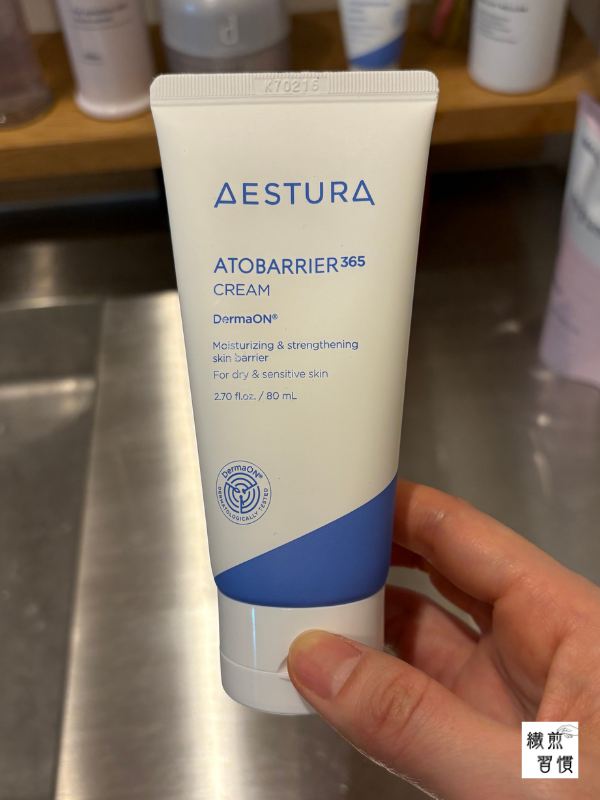 K70215
AESTURA
ATOBARRIER365
CREAM
DermaON®
Moisturizing & strengthening
skin barrier
For dry & sensitive skin
2.70 fl.oz. / 80 mL
DermaON®
DERMATOLOGICALLY TESTED
繊煎
習慣